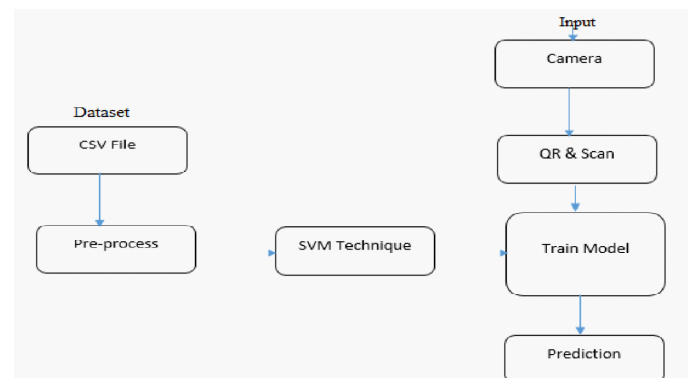 Input
Camera
Dataset
CSV File
QR & Scan
Pre-process
SVM Technique
Train Model
Prediction